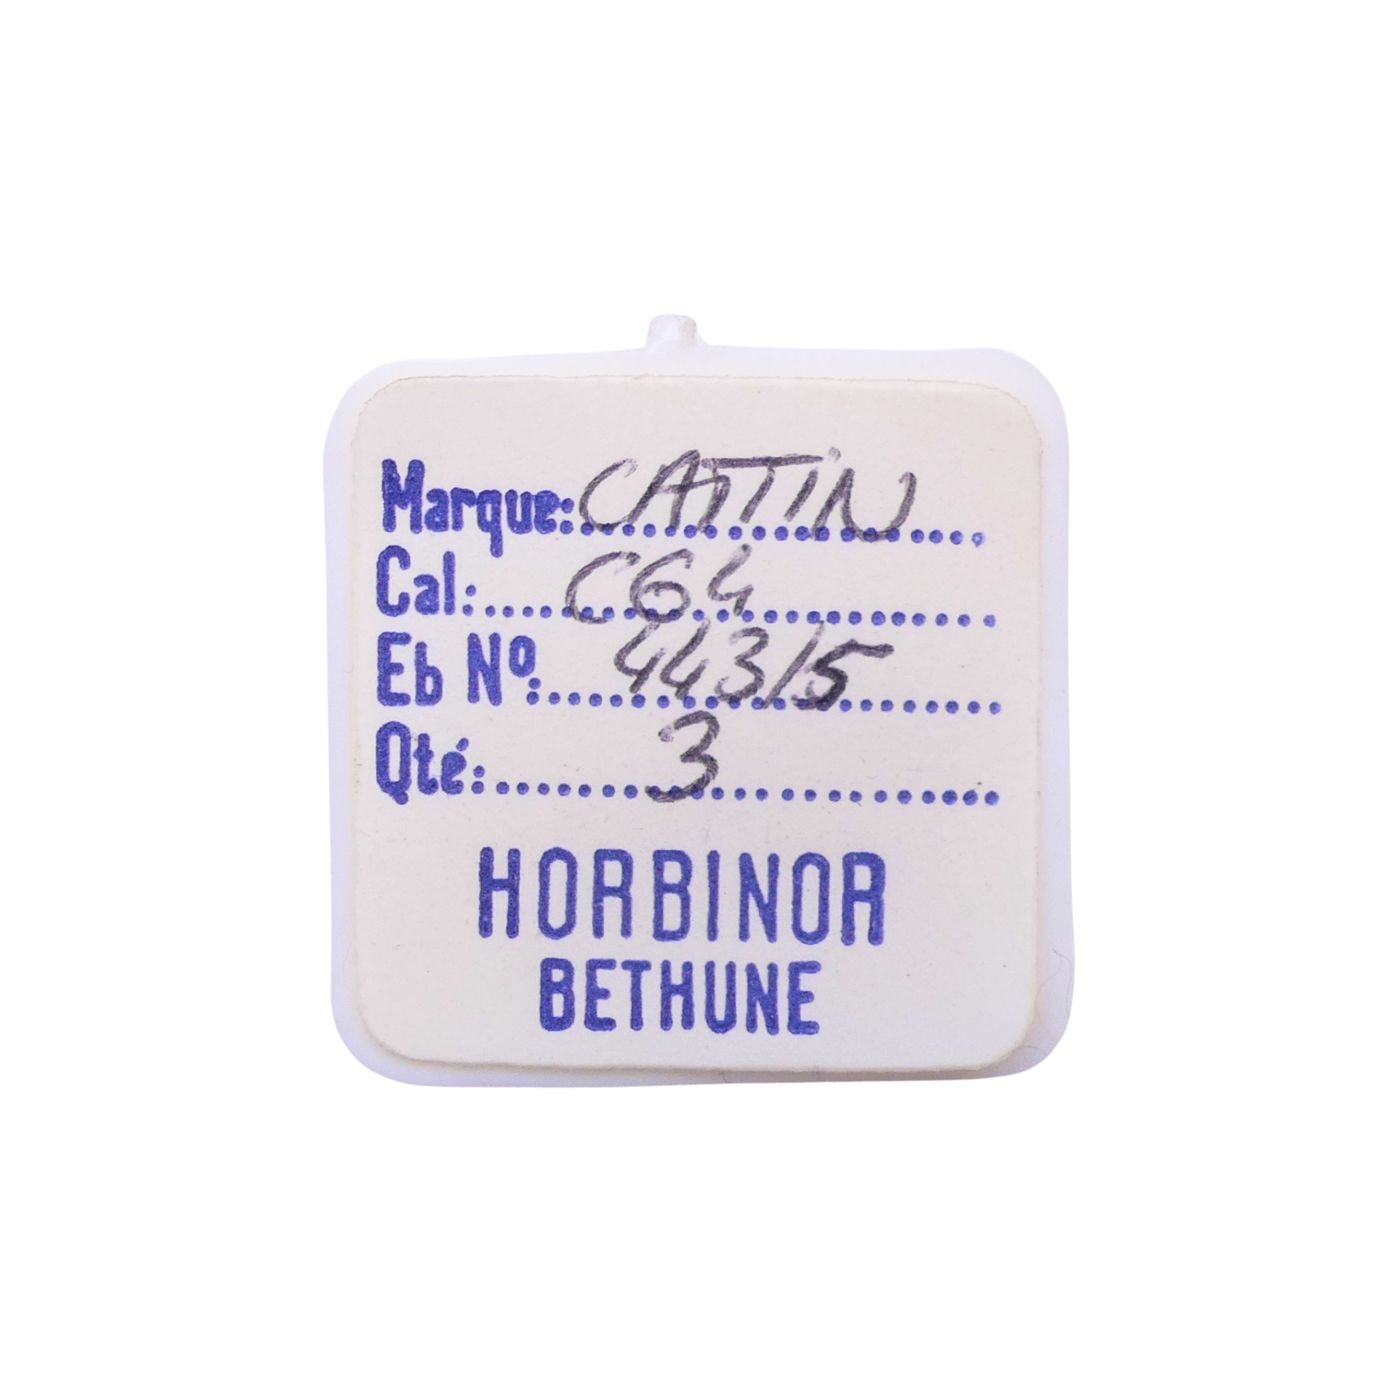 Marque: CATTIN
Cal: C64
Eb Nº: 443/5
Qté: 3
HORBINOR
BETHUNE